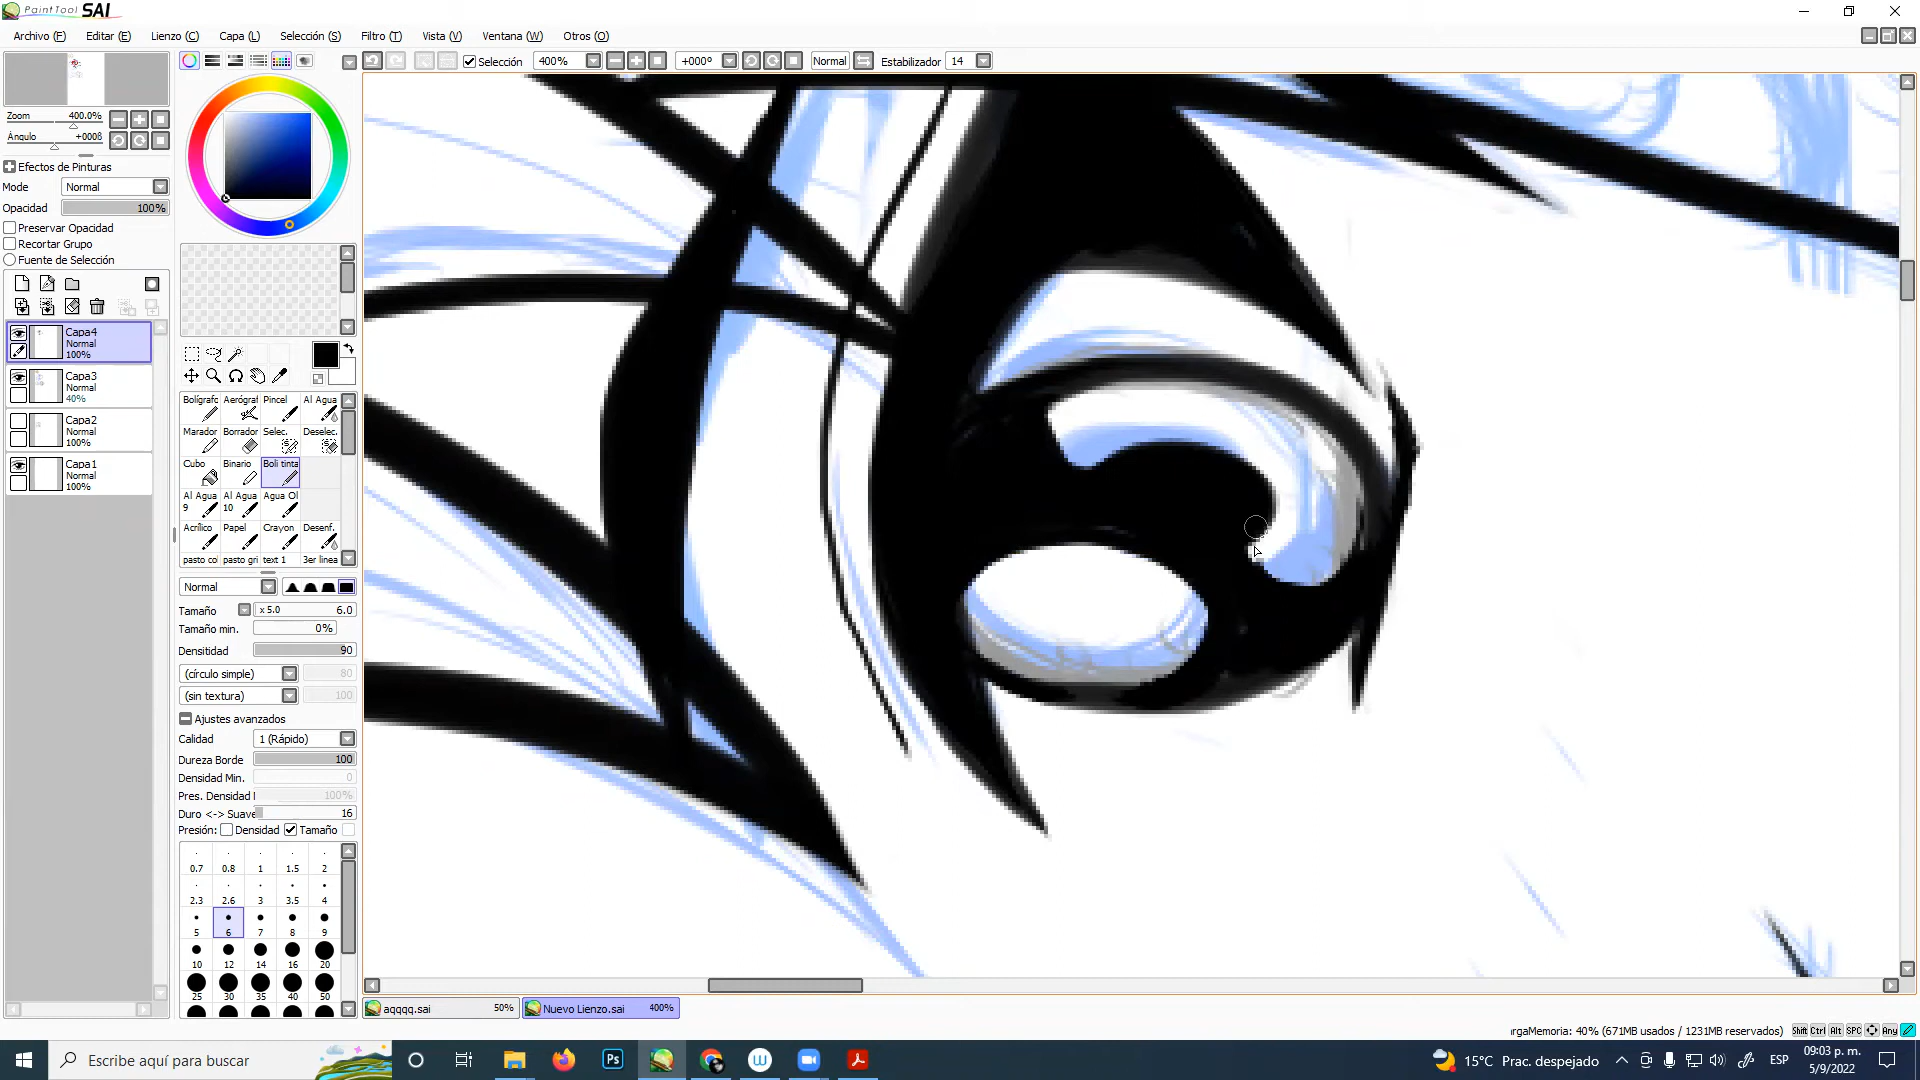 PaintTool SAI
Archivo (F) Editar (E) Lienzo (C) Capa (L) Selección (S) Filtro (T) Vista (V) Ventana (W) Otros (O)
Selección 400% +000º Normal Estabilizador 14
Zoom 400.0%
Ángulo +000ß
Efectos de Pinturas
Mode Normal
Opacidad 100%
Preservar Opacidad
Recortar Grupo
Fuente de Selección
Capa4
Normal
100%
Capa3
Normal
40%
Capa2
Normal
100%
Capa1
Normal
100%
Bolígrafo Aerógraf Pincel Al Agua
Marador Borrador Selec. Deselec.
Cubo Binario Boli tinta
Al Agua 9 Al Agua 10 Agua Ol
Acrílico Papel Crayon Desenf.
pasto co pasto gri text 1 3er linea
Normal
Tamaño x 5.0 6.0
Tamaño min. 0%
Densitidad 90
(círculo simple) 80
(sin textura) 100
Ajustes avanzados
Calidad 1 (Rápido)
Dureza Borde 100
Densidad Min. 0
Pres. Densidad 100%
Duro <-> Suave 16
Presión: Densidad Tamaño
0.7 0.8 1 1.5 2
2.3 2.6 3 3.5 4
5 6 7 8 9
10 12 14 16 20
25 30 35 40 50
aqqqq.sai 50% Nuevo Lienzo.sai 400%
ırgaMemoria: 40% (671MB usados / 1231MB reservados) Shift Ctrl Alt SPC Any
Escribe aquí para buscar
Ps
15°C Prac. despejado
ESP
09:03 p. m.
5/9/2022